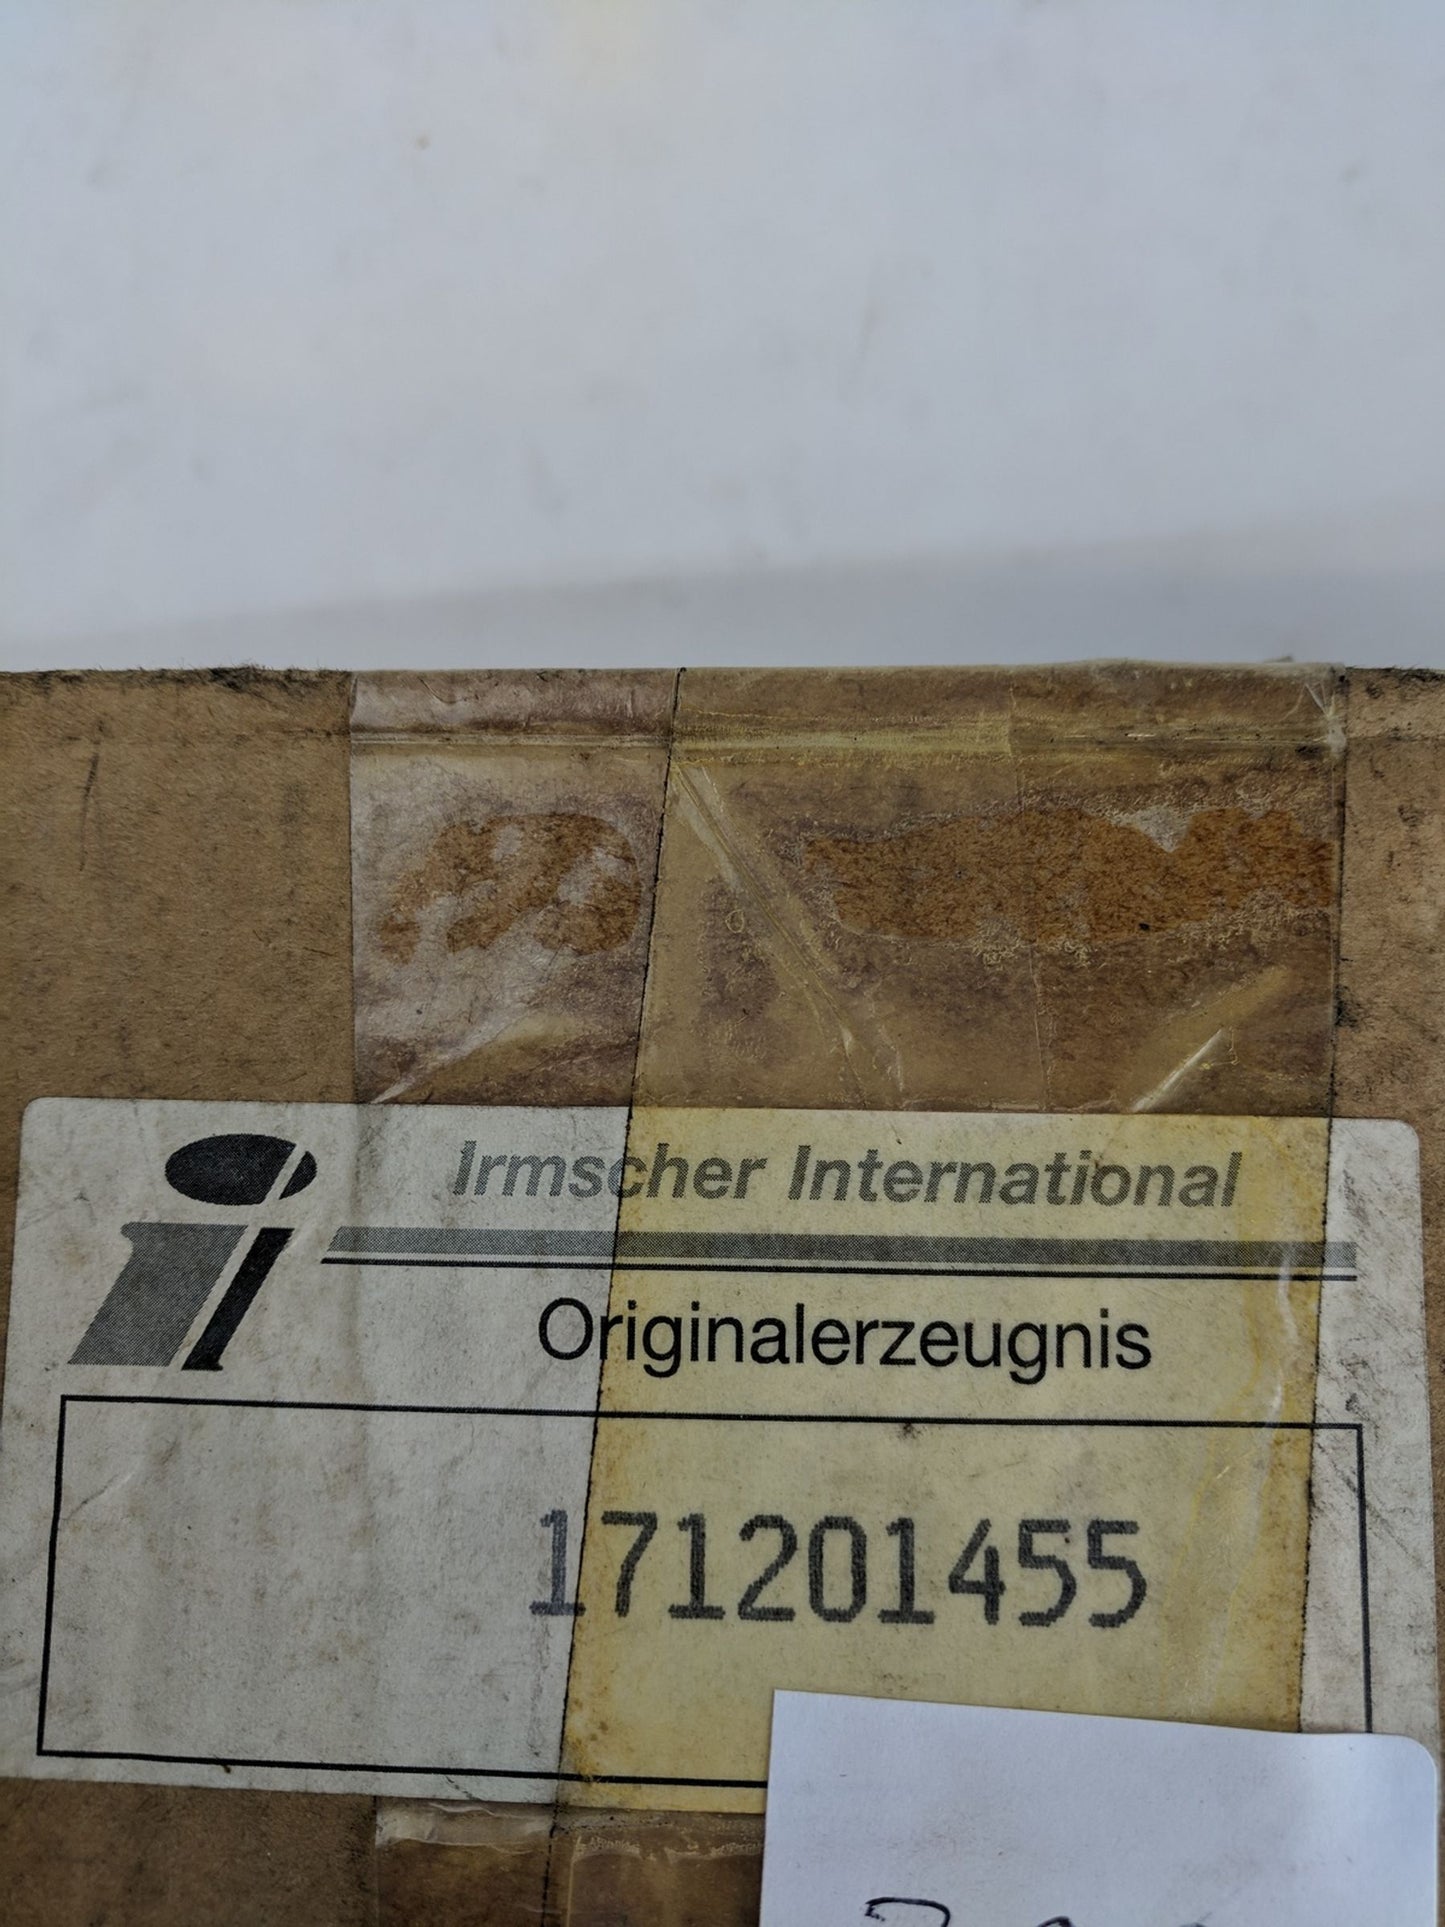 Irmscher International
Originalerzeugnis
171201455